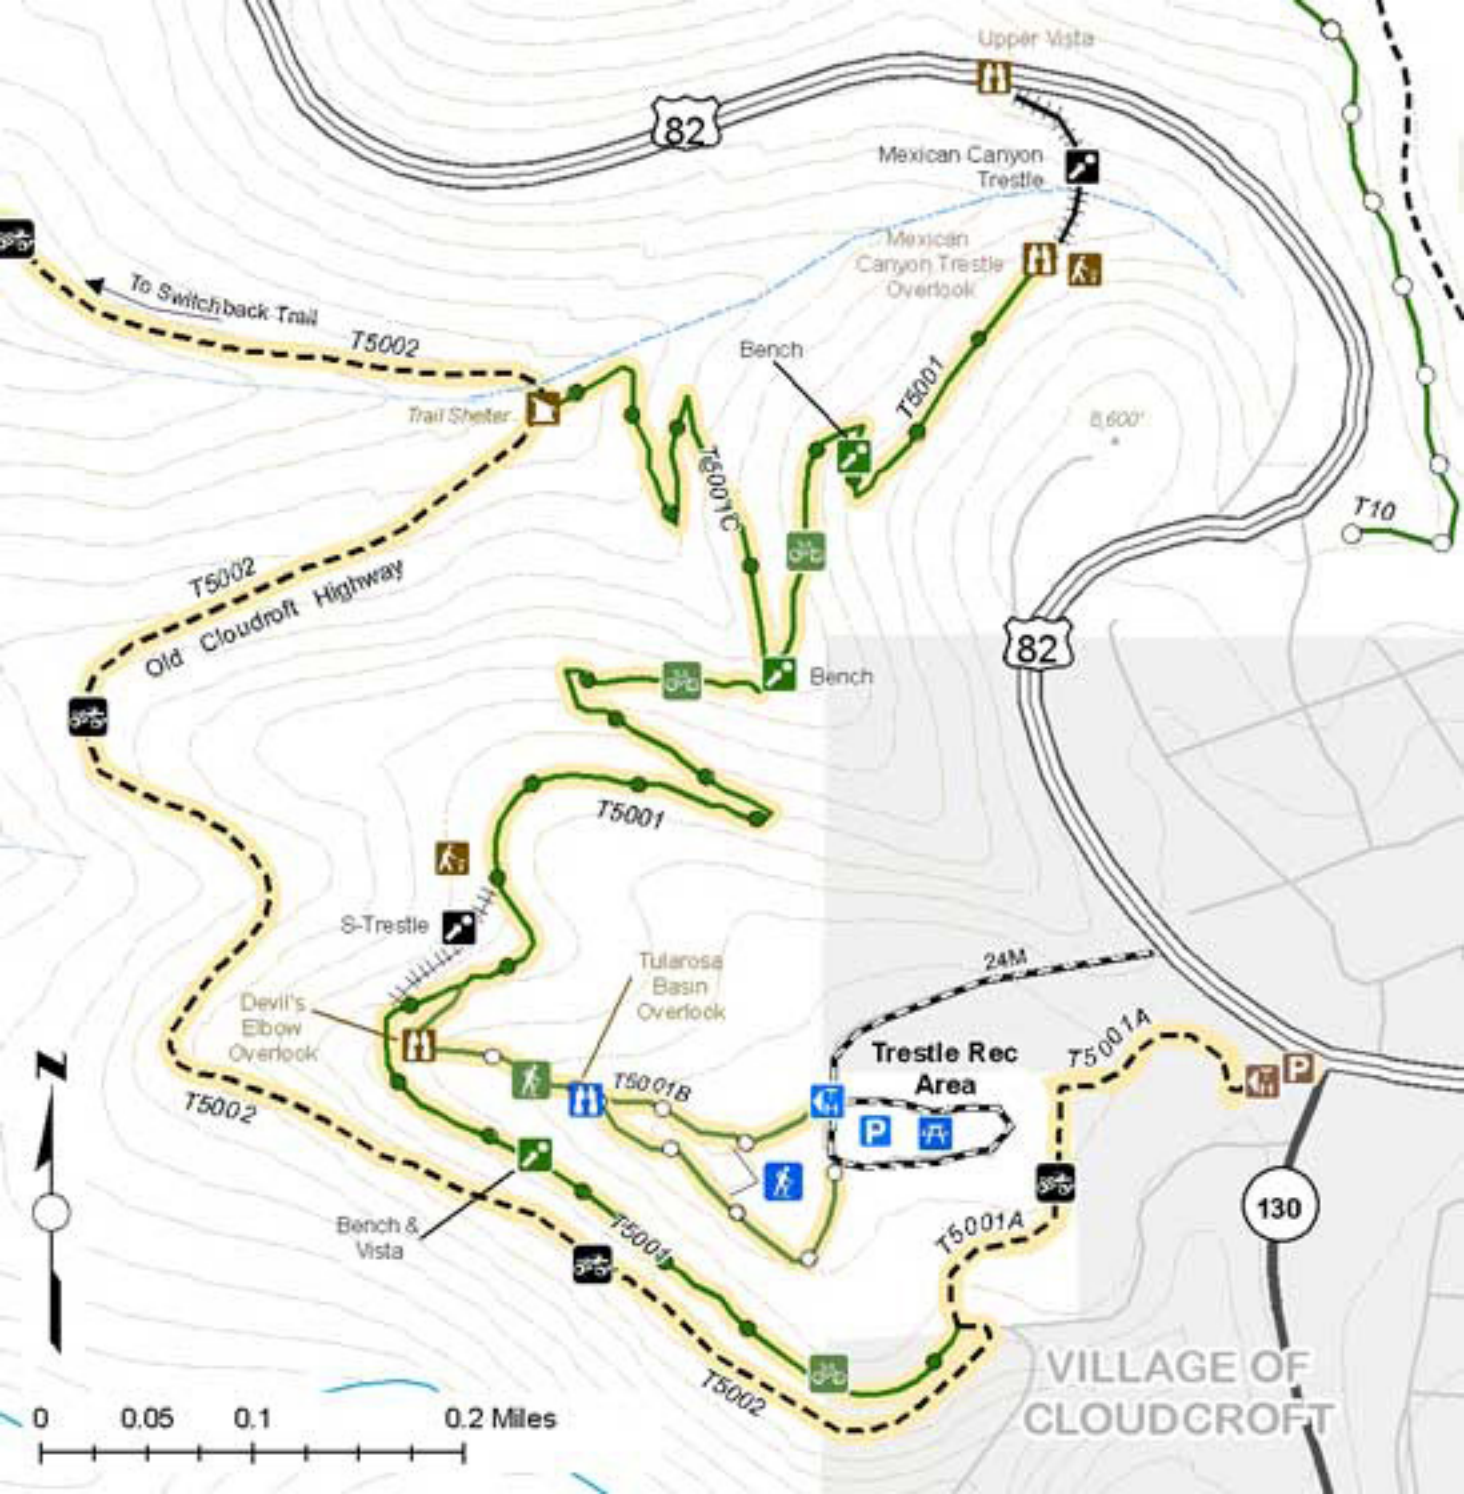 Upper Vista
82
Mexican Canyon
Trestle
Mexican
Canyon Trestle
Overlook
To Switchback Trail
T5002
Bench
T5001
Trail Shelter
8,600'
T5001C
T10
T5002
Old Cloudroft Highway
82
Bench
T5001
S-Trestle
24M
Tularosa
Basin
Overlook
Devil's
Elbow
Overlook
T5001A
Trestle Rec
Area
P
T5001B
TH
TH
P
T5002
N
130
Bench &
Vista
T5001
T5001A
VILLAGE OF
CLOUDCROFT
T5002
0 0.05 0.1 0.2 Miles